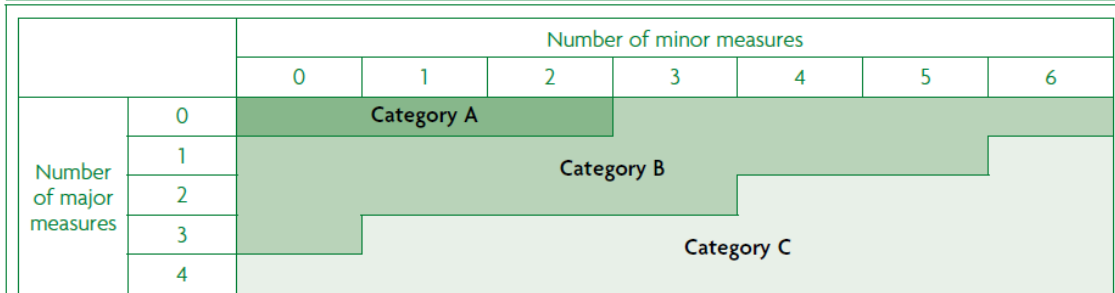 Number of minor measures
0 1 2 3 4 5 6
0 Category A
1
Category B
Number
of major
measures
2
3
Category C
4